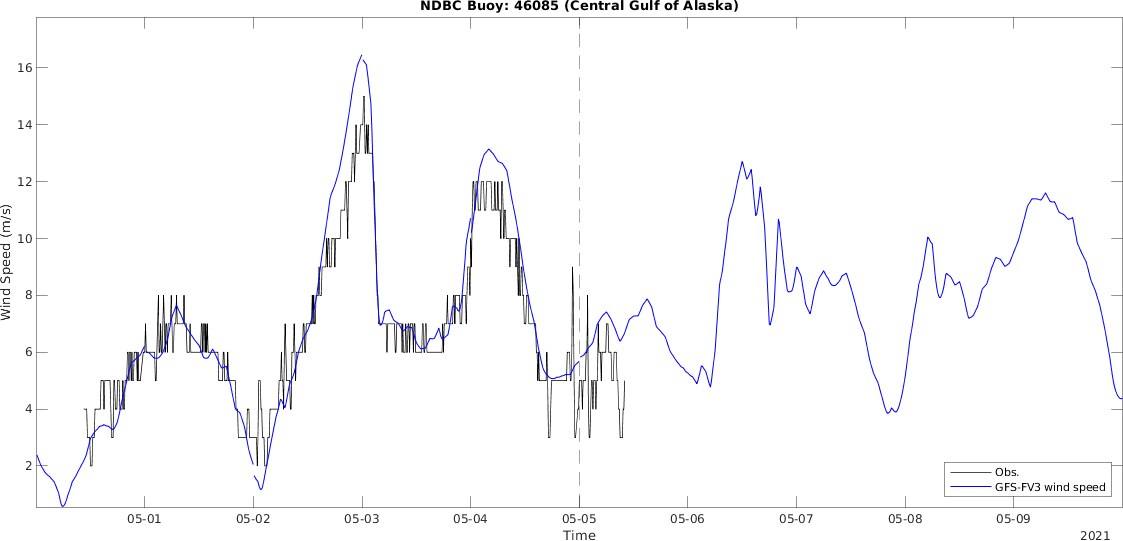 NDBC Buoy: 46085 (Central Gulf of Alaska)
16
14
12
10
8
6
4
2
Wind Speed (m/s)
Obs.
GFS-FV3 wind speed
05-01 05-02 05-03 05-04 05-05 05-06 05-07 05-08 05-09
Time
2021